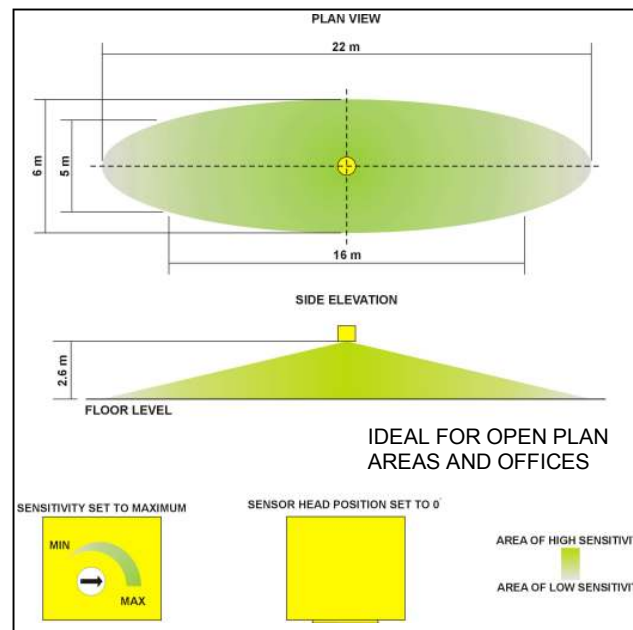 PLAN VIEW
22 m
6 m
5 m
16 m
SIDE ELEVATION
2.6 m
FLOOR LEVEL
IDEAL FOR OPEN PLAN
AREAS AND OFFICES
SENSITIVITY SET TO MAXIMUM
SENSOR HEAD POSITION SET TO 0°
MIN
MAX
AREA OF HIGH SENSITIVI
AREA OF LOW SENSITIVI